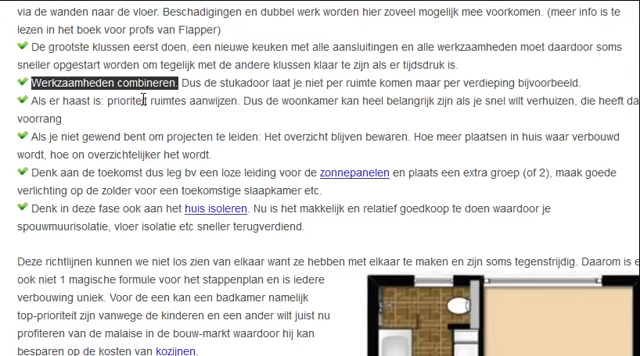 via de wanden naar de vloer. Beschadigingen en dubbel werk worden hier zoveel mogelijk mee voorkomen. (meer info is te
lezen in het boek voor profs van Flapper)
De grootste klussen eerst doen, een nieuwe keuken met alle aansluitingen en alle werkzaamheden moet daardoor soms
sneller opgestart worden om tegelijk met de andere klussen klaar te zijn als er tijdsdruk is.
Werkzaamheden combineren. Dus de stukadoor laat je niet per ruimte komen maar per verdieping bijvoorbeeld.
Als er haast is: prioriteit ruimtes aanwijzen. Dus de woonkamer kan heel belangrijk zijn als je snel wilt verhuizen, die heeft da
voorrang
Als je niet gewend bent om projecten te leiden: Het overzicht blijven bewaren. Hoe meer plaatsen in huis waar verbouwd
wordt, hoe on overzichtelijker het wordt.
Denk aan de toekomst dus leg bv een loze leiding voor de zonnepanelen en plaats een extra groep (of 2), maak goede
verlichting op de zolder voor een toekomstige slaapkamer etc.
Denk in deze fase ook aan het huis isoleren. Nu is het makkelijk en relatief goedkoop te doen waardoor je
spouwmuurisolatie, vloer isolatie etc sneller terugverdiend.
Deze richtlijnen kunnen we niet los zien van elkaar want ze hebben met elkaar te maken en zijn soms tegenstrijdig. Daarom is e
ook niet 1 magische formule voor het stappenplan en is iedere
verbouwing uniek. Voor de een kan een badkamer namelijk
top-prioriteit zijn vanwege de kinderen en een ander wilt juist nu
profiteren van de malaise in de bouw-markt waardoor hij kan
besparen op de kosten van kozijnen.